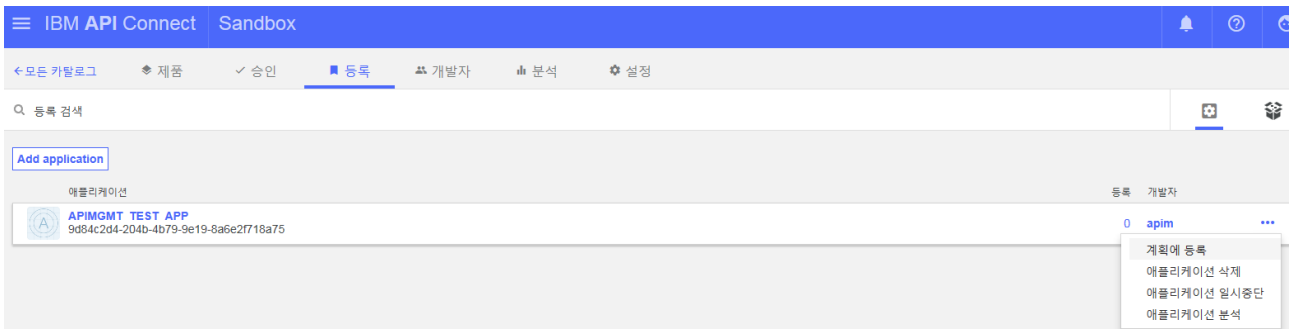 IBM API Connect Sandbox
모든 카탈로그 제품 승인 등록 개발자 분석 설정
등록 검색
Add application
애플리케이션 등록 개발자
A APIMGMT TEST APP 0 apim
9d84c2d4-204b-4b79-9e19-8a6e2f718a75
계획에 등록
애플리케이션 삭제
애플리케이션 일시중단
애플리케이션 분석